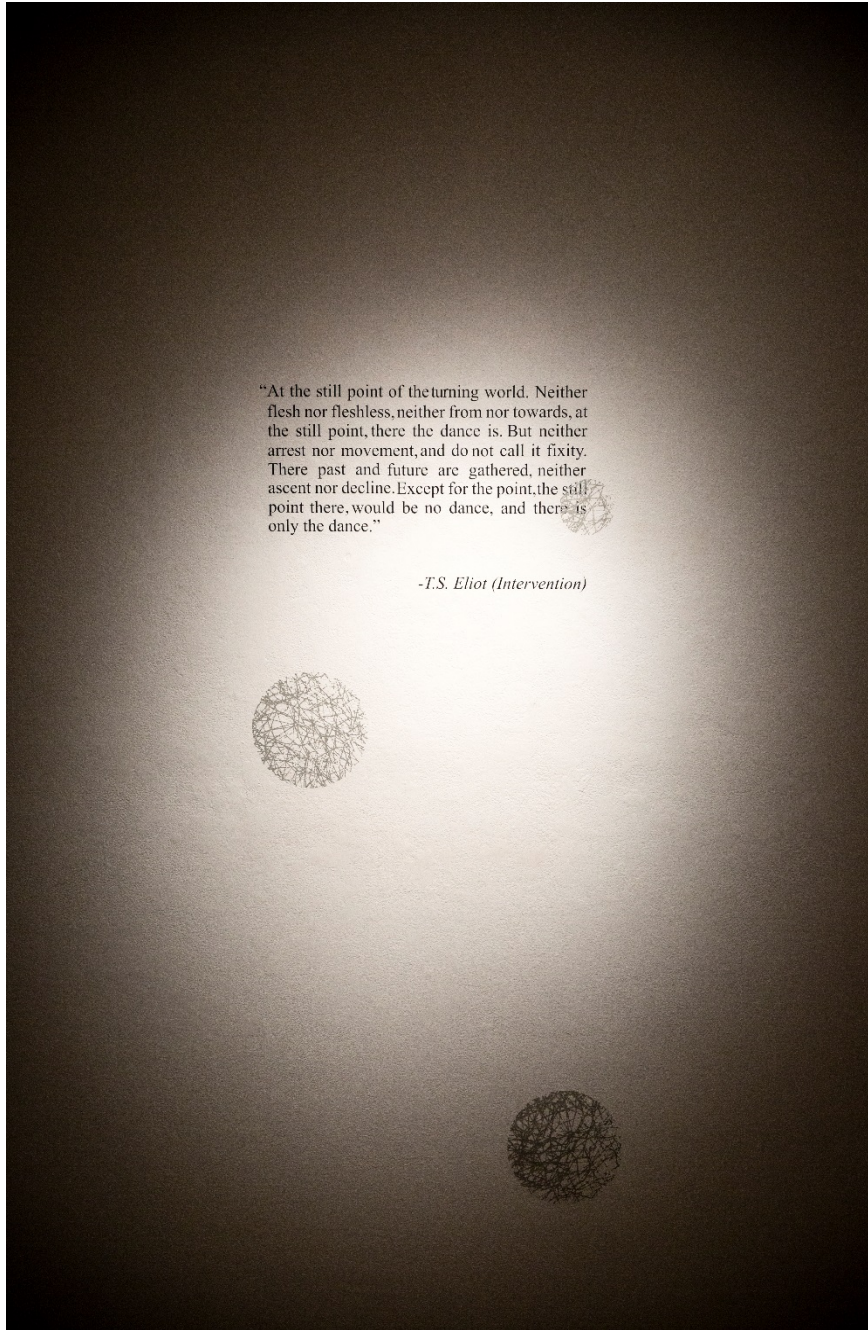 “At the still point of the turning world. Neither
flesh nor fleshless, neither from nor towards, at
the still point, there the dance is. But neither
arrest nor movement, and do not call it fixity.
There past and future are gathered, neither
ascent nor decline. Except for the point, the still
point there, would be no dance, and there is
only the dance.”
-T.S. Eliot (Intervention)